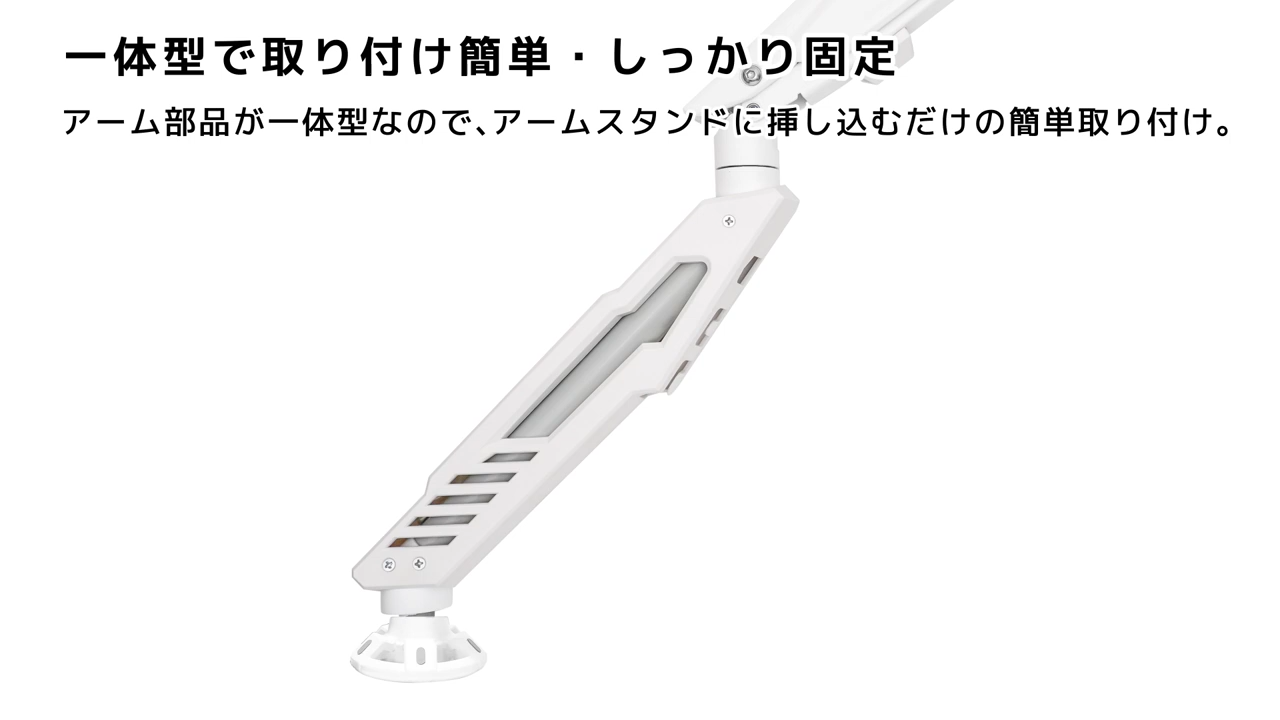 一体型で取り付け簡単・しっかり固定
アーム部品が一体型なので、アームスタンドに挿し込むだけの簡単取り付け。